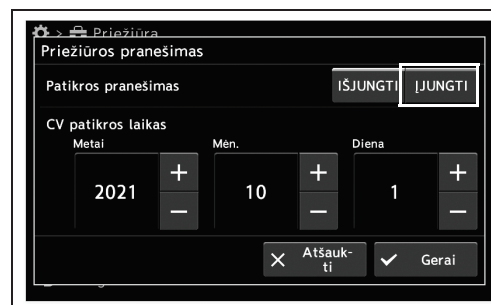 > Priežiūra
Priežiūros pranešimas
Patikros pranešimas IŠJUNGTI ĮJUNGTI
CV patikros laikas
Metai Mėn. Diena
2021 + 10 + 1 +
− − −
Atšauk-
ti Gerai